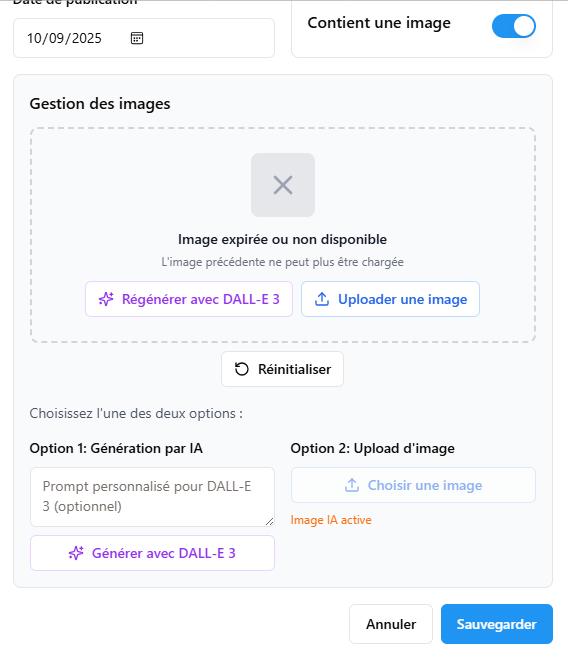 Date de publication
Contient une image
10/09/2025
Gestion des images
Image expirée ou non disponible
L'image précédente ne peut plus être chargée
Régénérer avec DALL-E 3
Uploader une image
Réinitialiser
Choisissez l'une des deux options :
Option 1: Génération par IA
Option 2: Upload d'image
Prompt personnalisé pour DALL-E
3 (optionnel)
Choisir une image
Image IA active
Générer avec DALL-E 3
Annuler
Sauvegarder